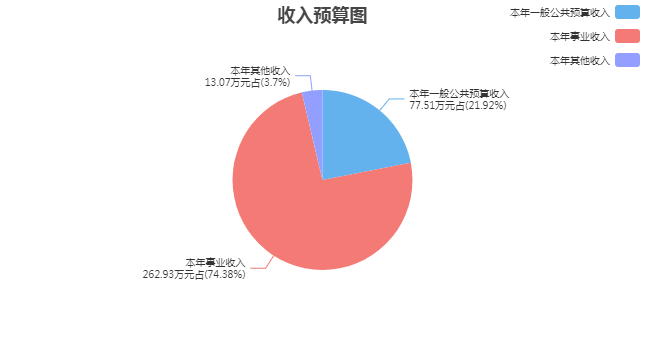 收入预算图
本年一般公共预算收入
本年事业收入
本年其他收入
本年其他收入
13.07万元占(3.7%)
本年一般公共预算收入
77.51万元占(21.92%)
本年事业收入
262.93万元占(74.38%)